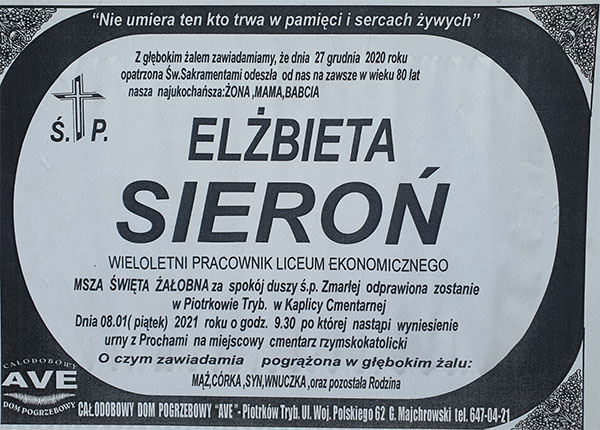 "Nie umiera ten kto trwa w pamięci i sercach żywych"
Z głębokim żalem zawiadamiamy, że dnia 27 grudnia 2020 roku
opatrzona Św.Sakramentami odeszła od nas na zawsze w wieku 80 lat
nasza najukochańsza:ŻONA ,MAMA,BABCIA
Ś. P.
ELŻBIETA
SIEROŃ
WIELOLETNI PRACOWNIK LICEUM EKONOMICZNEGO
MSZA ŚWIĘTA ŻAŁOBNA za spokój duszy ś.p. Zmarłej odprawiona zostanie
w Piotrkowie Tryb. w Kaplicy Cmentarnej
Dnia 08.01( piątek) 2021 roku o godz. 9.30 po której nastąpi wyniesienie
urny z Prochami na miejscowy cmentarz rzymskokatolicki
O czym zawiadamia pogrążona w głębokim żalu:
MĄŻ,CÓRKA ,SYN,WNUCZKA ,oraz pozostała Rodzina
CAŁODOBOWY
AVE
DOM POGRZEBOWY
CAŁODOBOWY DOM POGRZEBOWY "AVE "- Piotrków Tryb. Ul. Woj. Polskiego 62 G. Majchrowski tel. 647-04-21